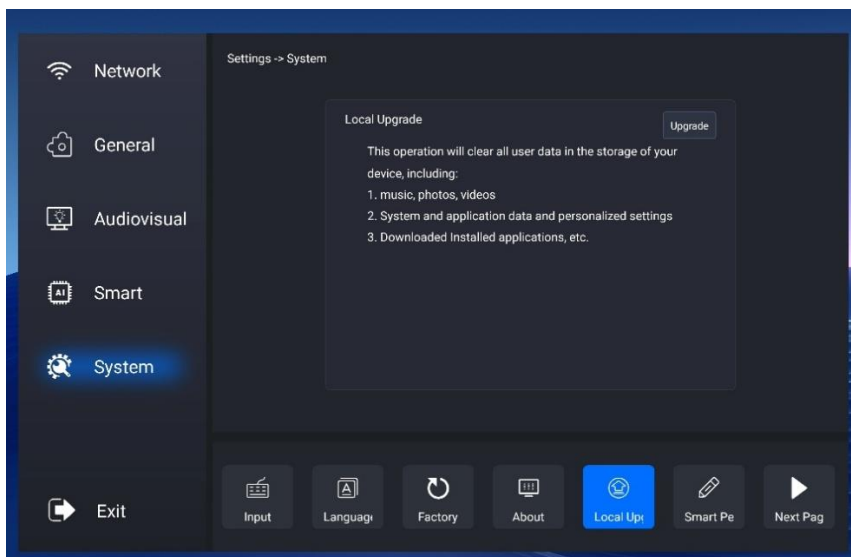 Network
General
Audiovisual
AI
Smart
System
Exit
Settings -> System
Local Upgrade
Upgrade
This operation will clear all user data in the storage of your
device, including:
1. music, photos, videos
2. System and application data and personalized settings
3. Downloaded Installed applications, etc.
A
Input
Language
Factory
About
Local Upg
Smart Pe
Next Pag